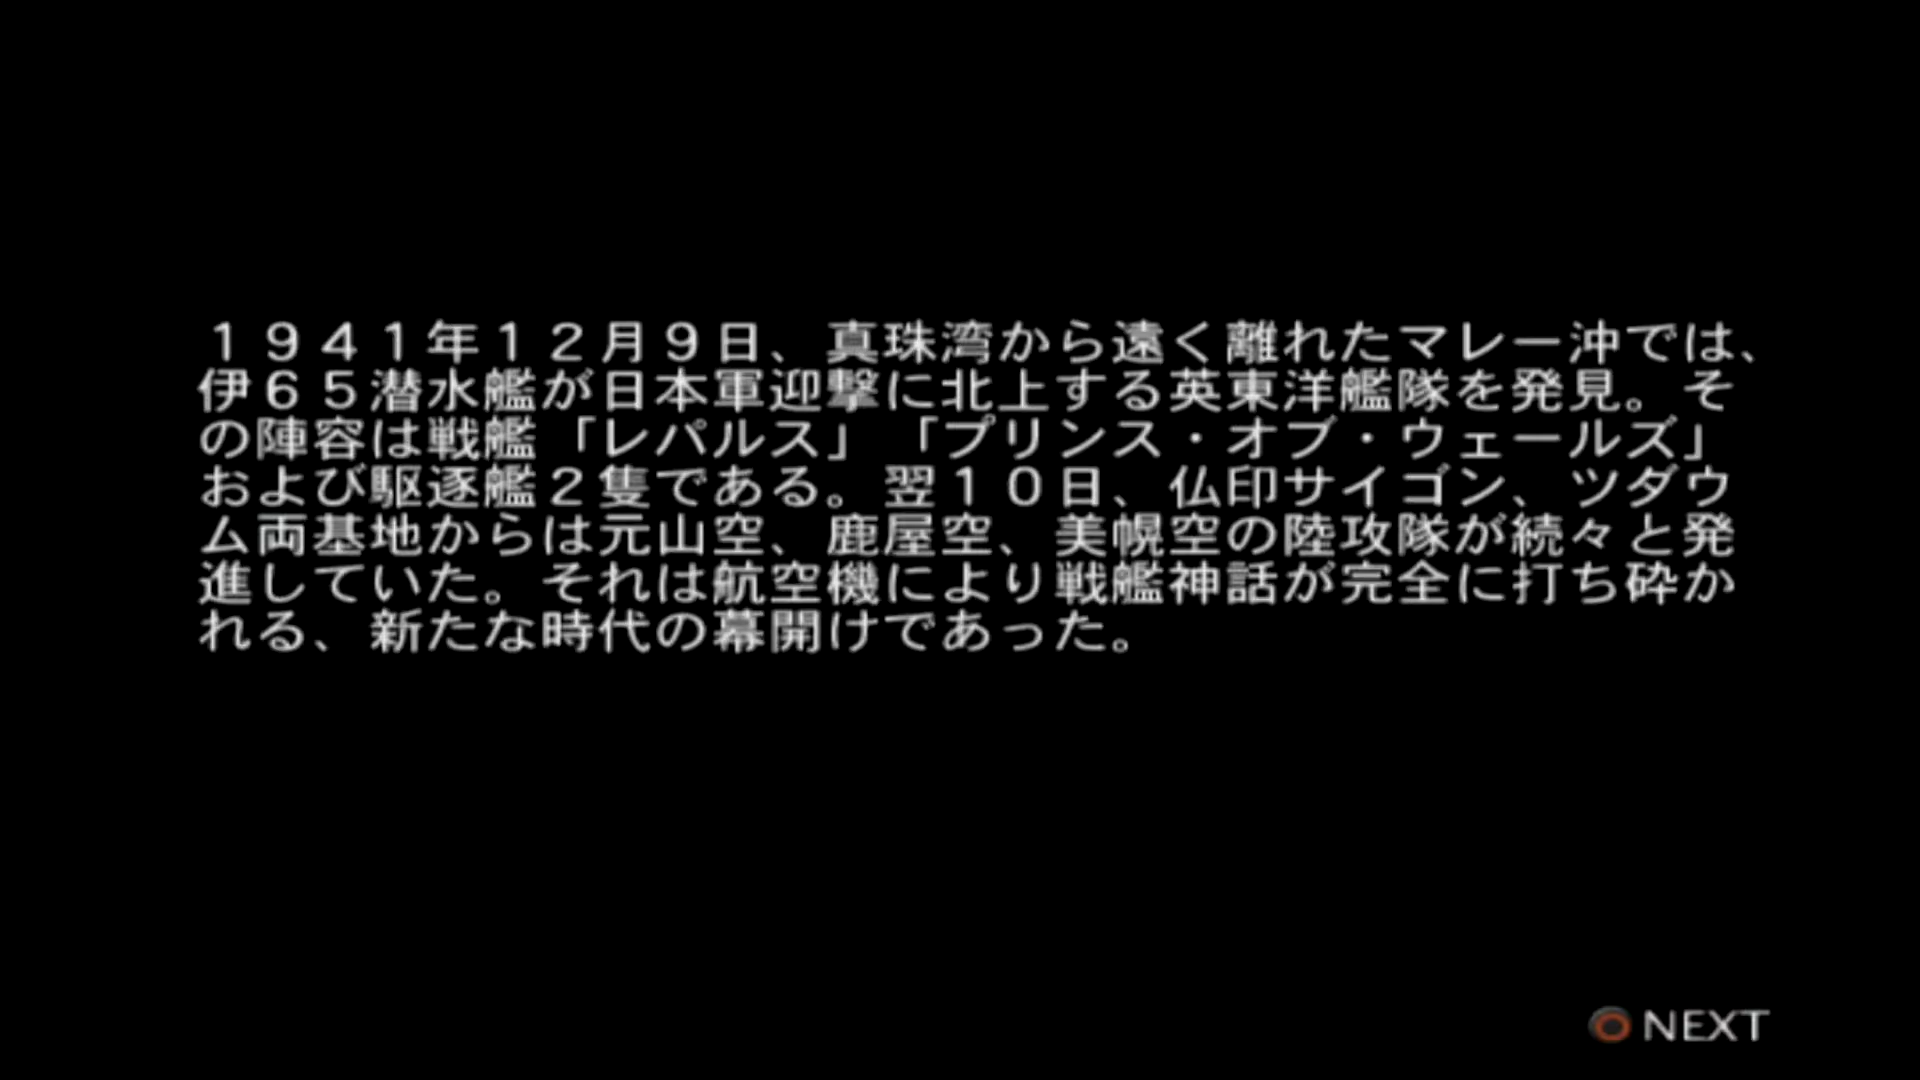 １９４１年１２月９日、真珠湾から遠く離れたマレー沖では、
伊６５潜水艦が日本軍迎撃に北上する英東洋艦隊を発見。そ
の陣容は戦艦「レパルス」「プリンス・オブ・ウェールズ」
および駆逐艦２隻である。翌１０日、仏印サイゴン、ツダウ
ム両基地からは元山空、鹿屋空、美幌空の陸攻隊が続々と発
進していた。それは航空機により戦艦神話が完全に打ち砕か
れる、新たな時代の幕開けであった。
NEXT